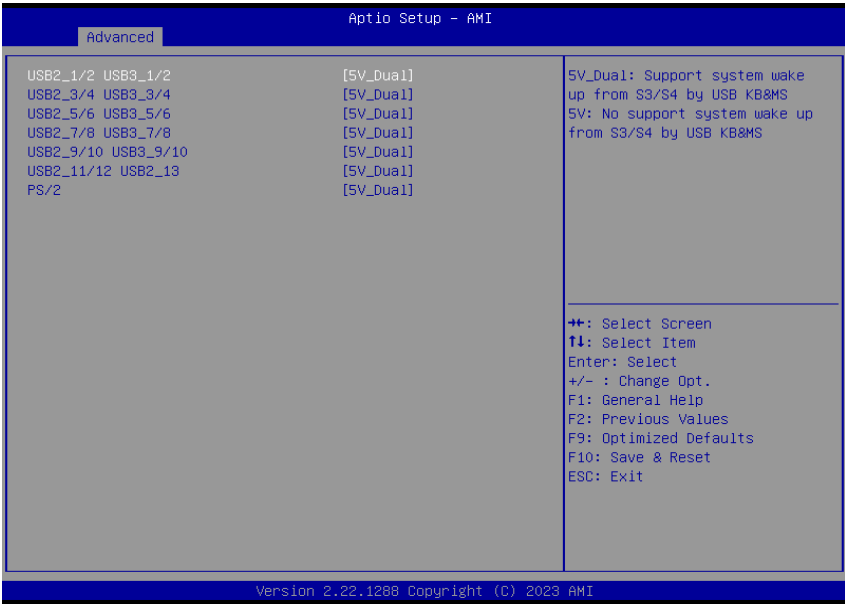 Aptio Setup - AMI
Advanced
USB2_1/2 USB3_1/2 [5V_Dual]
USB2_3/4 USB3_3/4 [5V_Dual]
USB2_5/6 USB3_5/6 [5V_Dual]
USB2_7/8 USB3_7/8 [5V_Dual]
USB2_9/10 USB3_9/10 [5V_Dual]
USB2_11/12 USB2_13 [5V_Dual]
PS/2 [5V_Dual]
5V_Dual: Support system wake
up from S3/S4 by USB KB&MS
5V: No support system wake up
from S3/S4 by USB KB&MS
→←: Select Screen
↑↓: Select Item
Enter: Select
+/- : Change Opt.
F1: General Help
F2: Previous Values
F9: Optimized Defaults
F10: Save & Reset
ESC: Exit
Version 2.22.1288 Copyright (C) 2023 AMI